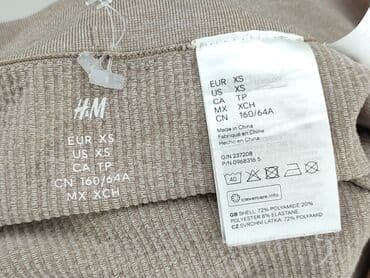 H&M
EUR XS
US XS
CA TP
CN 160/64A
MX XCH
EUR XS
US XS
CA TP
MX XCH
CN 160/64A
Made in China
Fabriqué en Chine
Hecho en China
G/N 237208
P/N 0968316 5
40
clevercare.info
GB SHELL: 72% POLYAMIDE 20%
POLYESTER 8% ELASTANE
CZ SVRCHNÍ LÁTKA: 72% POLYAMID